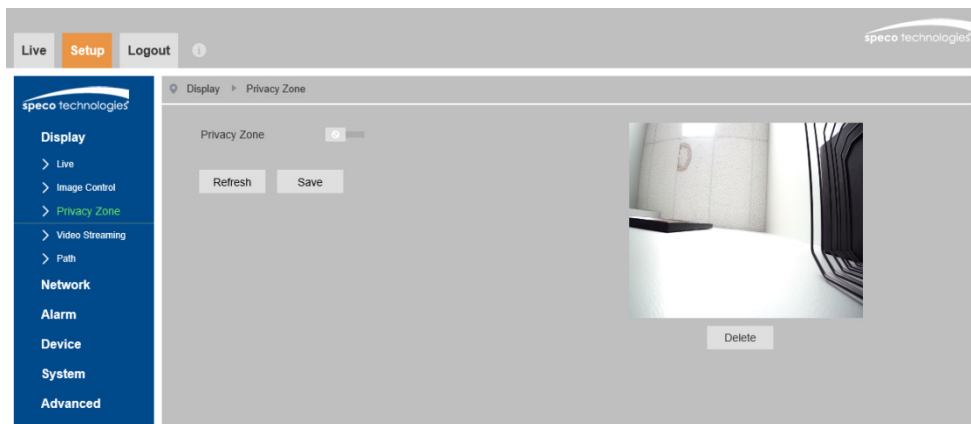 Live Setup Logout i
speco technologies
speco technologies
Display Privacy Zone
Display
Live
Image Control
Privacy Zone
Video Streaming
Path
Network
Alarm
Device
System
Advanced
Privacy Zone
Refresh Save
Delete